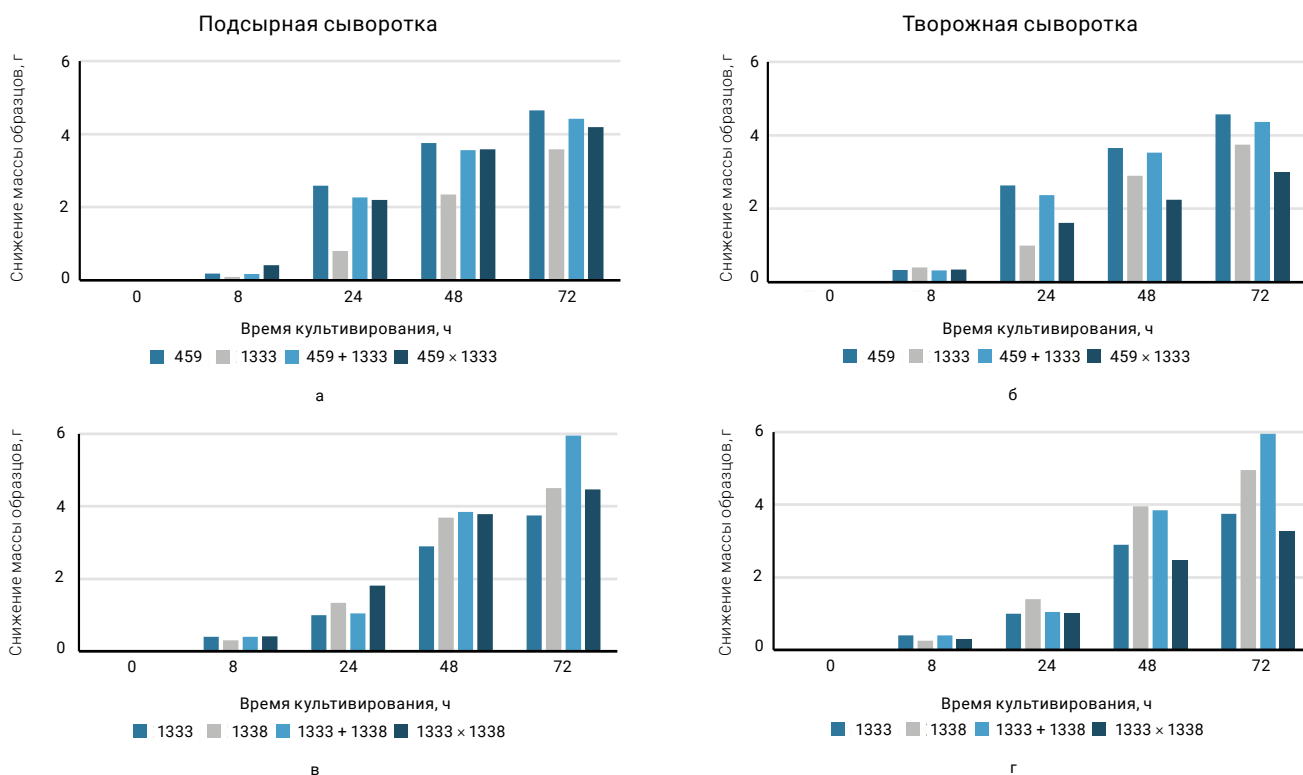 Подсырная сыворотка
Снижение массы образцов, г
6
4
2
0
0 8 24 48 72
Время культивирования, ч
459 1333 459 + 1333 459 × 1333
а
Творожная сыворотка
Снижение массы образцов, г
6
4
2
0
0 8 24 48 72
Время культивирования, ч
459 1333 459 + 1333 459 × 1333
б
Снижение массы образцов, г
6
4
2
0
0 8 24 48 72
Время культивирования, ч
1333 1338 1333 + 1338 1333 × 1338
в
Снижение массы образцов, г
6
4
2
0
0 8 24 48 72
Время культивирования, ч
1333 1338 1333 + 1338 1333 × 1338
г